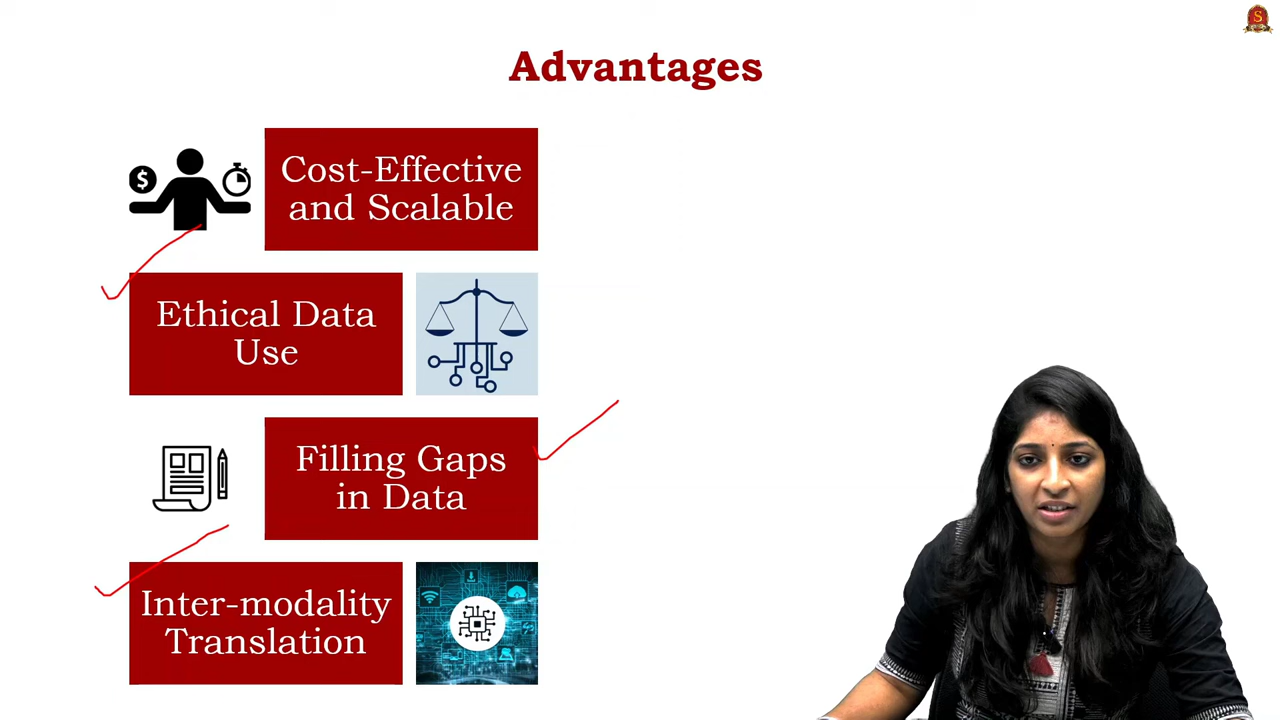 Advantages
Cost-Effective
and Scalable
Ethical Data
Use
Filling Gaps
in Data
Inter-modality
Translation
$
S